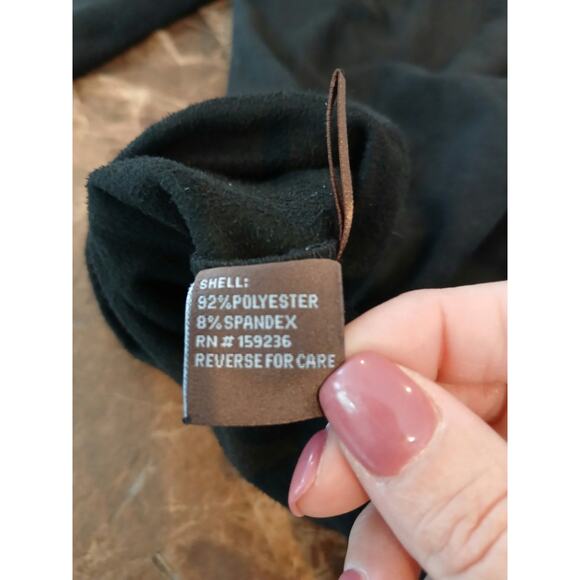 SHELL:
92%POLYESTER
8%SPANDEX
RN# 159236
REVERSE FOR CARE